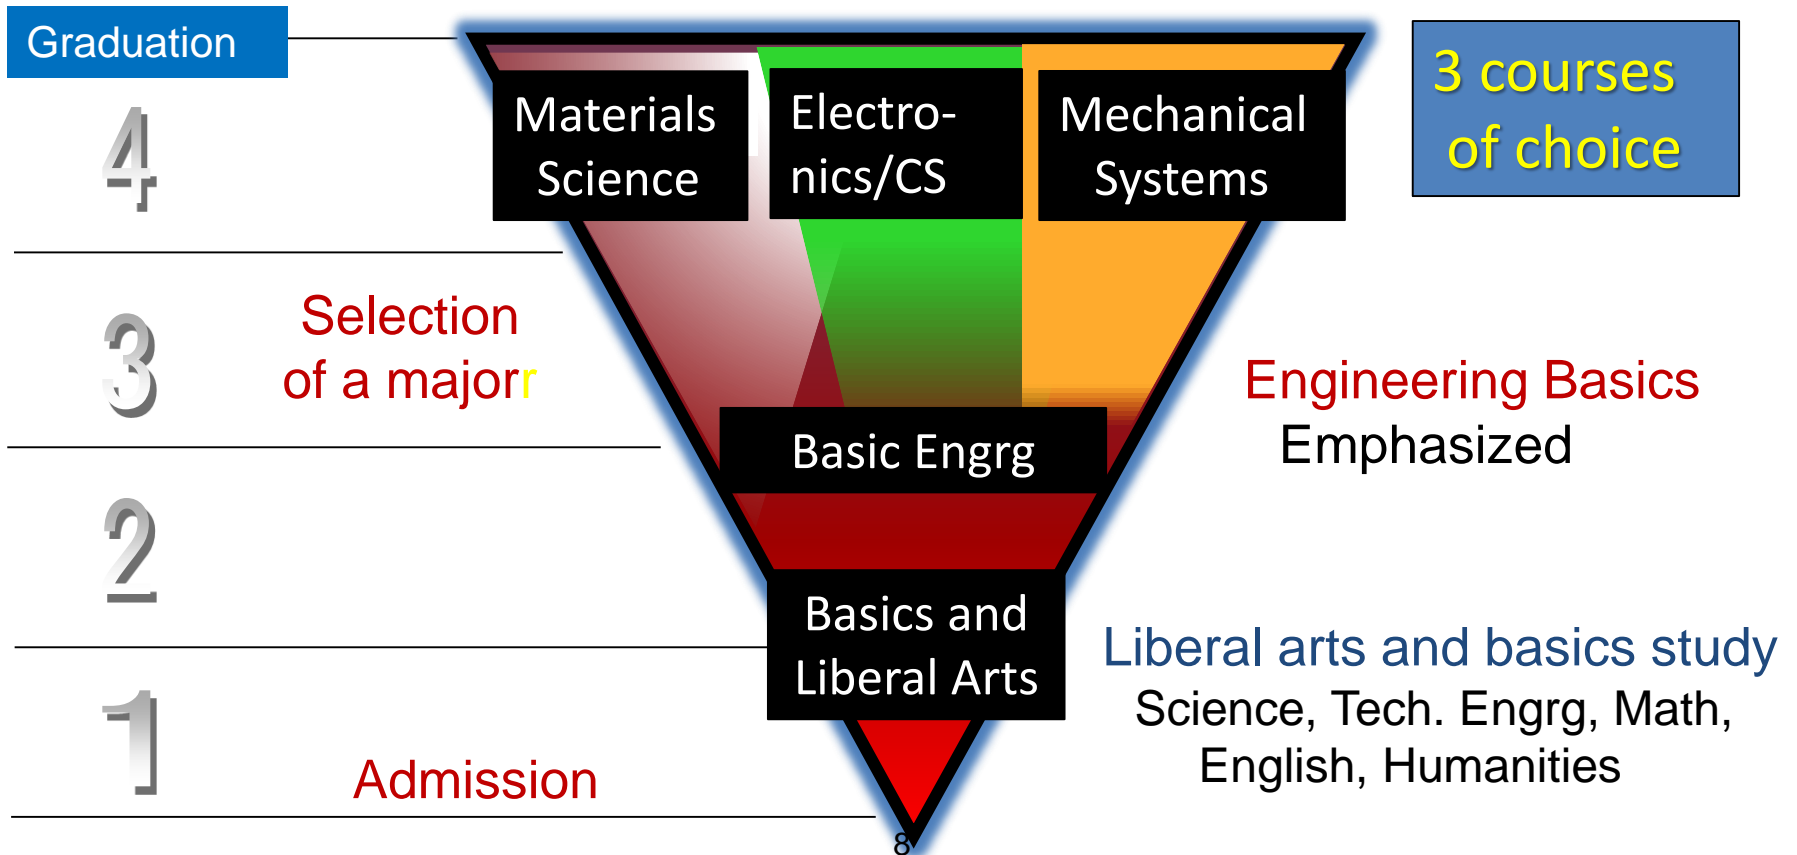 Graduation
3 courses
of choice
Materials
Science
Electro-
nics/CS
Mechanical
Systems
4
Selection
of a majorr
3
Engineering Basics
Emphasized
Basic Engrg
2
Basics and
Liberal Arts
Liberal arts and basics study
Science, Tech. Engrg, Math,
English, Humanities
1
Admission
8